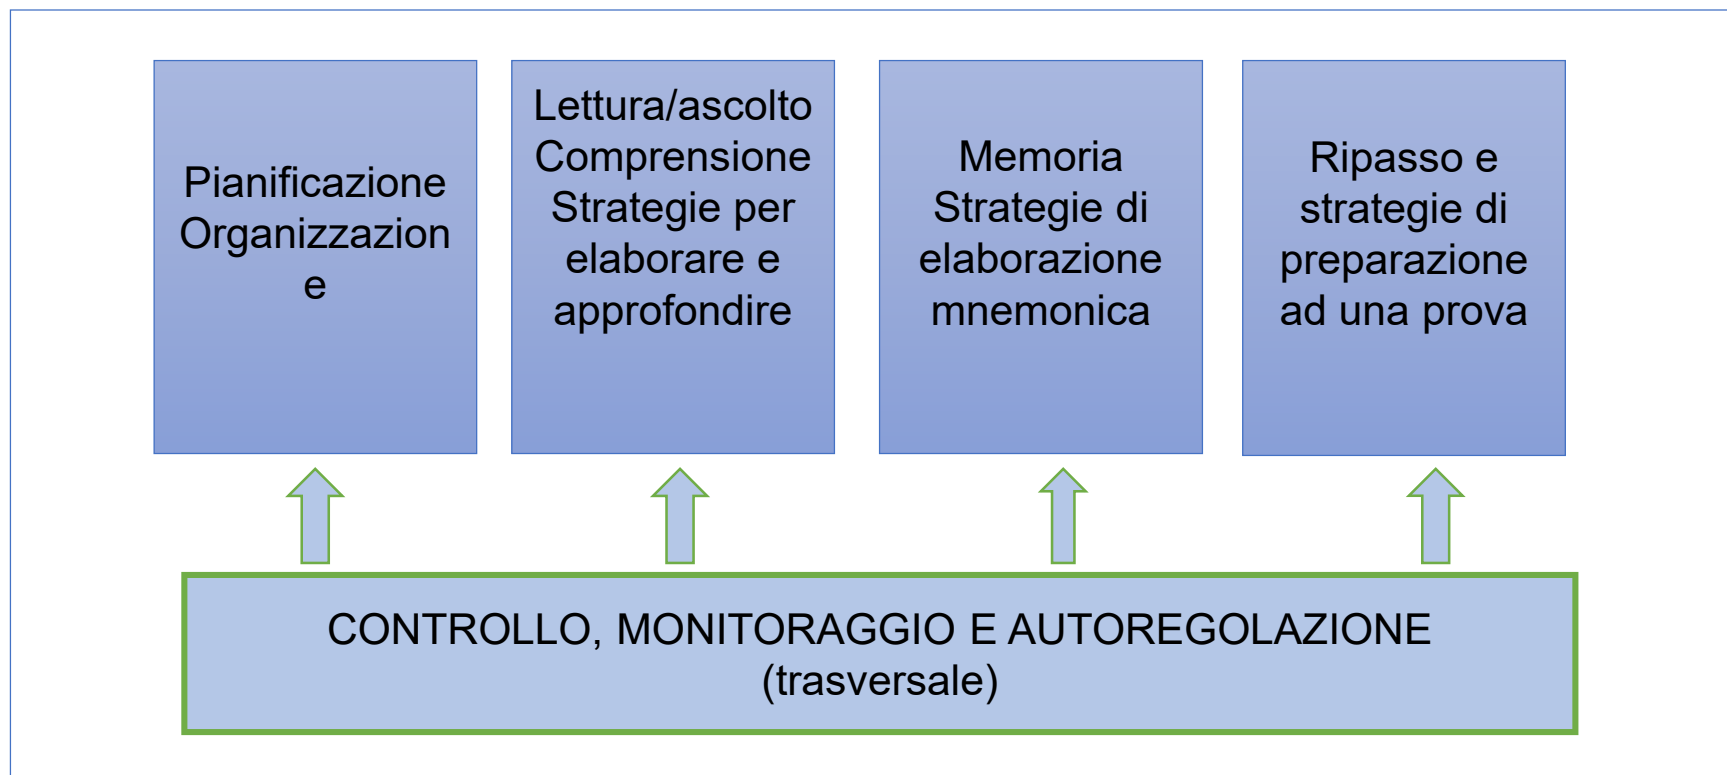 Pianificazione
Organizzazion
e
Lettura/ascolto
Comprensione
Strategie per
elaborare e
approfondire
Memoria
Strategie di
elaborazione
mnemonica
Ripasso e
strategie di
preparazione
ad una prova
CONTROLLO, MONITORAGGIO E AUTOREGOLAZIONE
(trasversale)